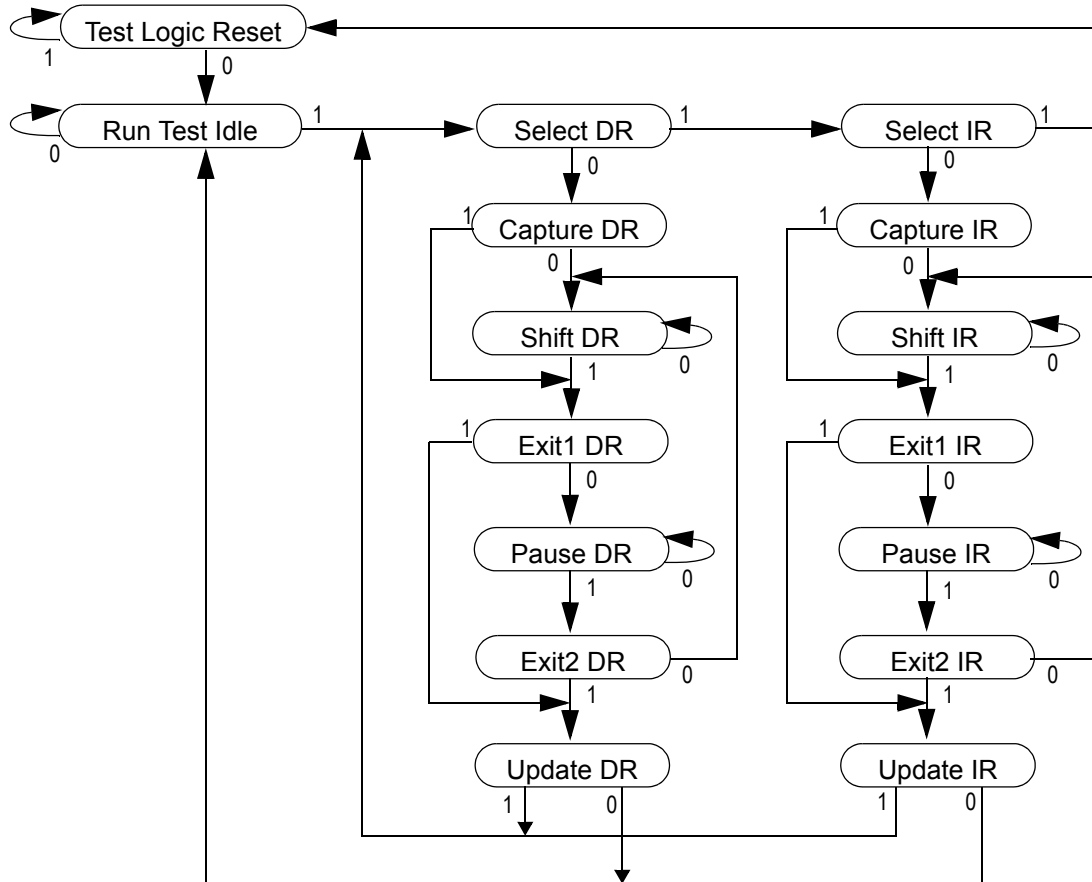 Test Logic Reset
1
0
Run Test Idle
1
0
Select DR
1
0
Select IR
1
0
1
Capture DR
0
1
Capture IR
0
Shift DR
0
1
Shift IR
0
1
1
Exit1 DR
0
1
Exit1 IR
0
Pause DR
0
1
Pause IR
0
1
Exit2 DR
0
1
Exit2 IR
0
1
Update DR
1
0
Update IR
1
0